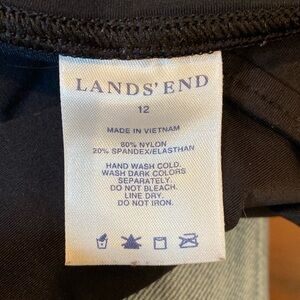 LANDS' END
12
MADE IN VIETNAM
80% NYLON
20% SPANDEX/ELASTHAN
HAND WASH COLD.
WASH DARK COLORS
SEPARATELY.
DO NOT BLEACH.
LINE DRY.
DO NOT IRON.